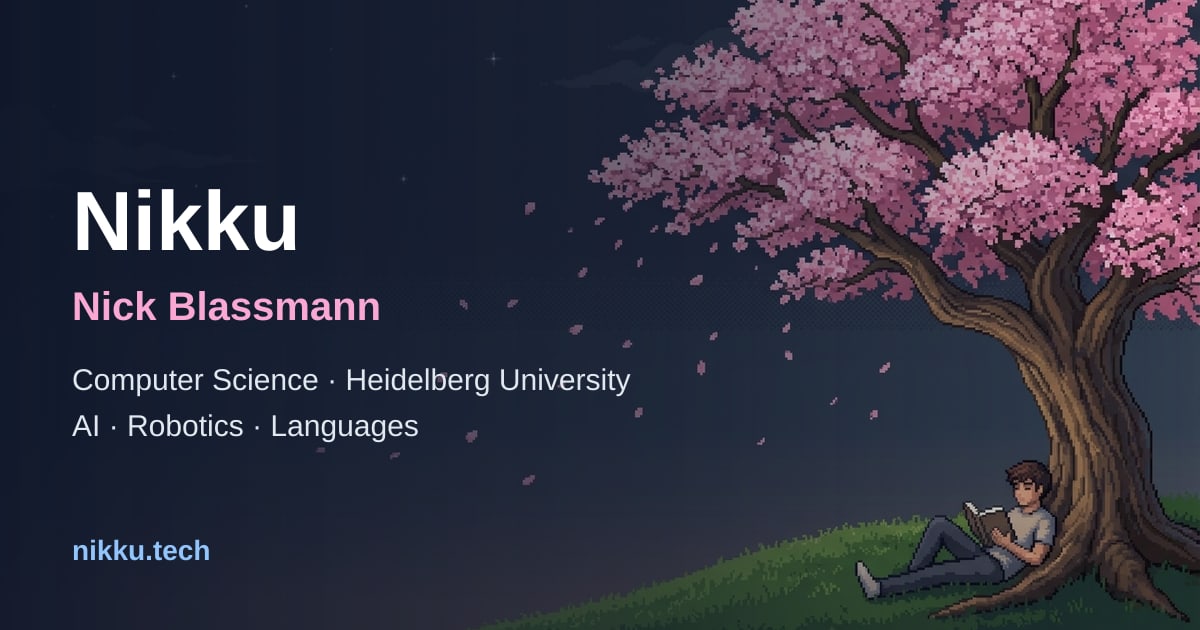 Nikku
Nick Blassmann
Computer Science · Heidelberg University
AI · Robotics · Languages
nikku.tech